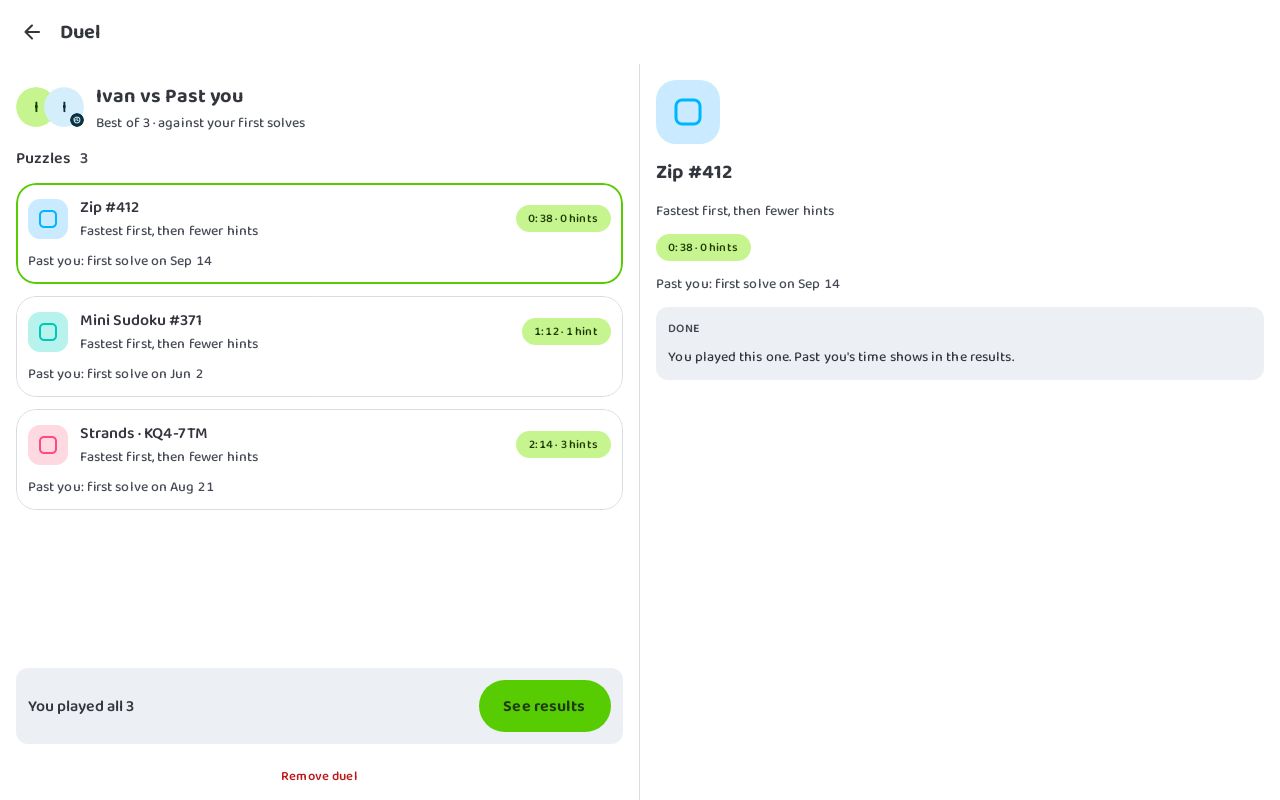 Duel
Ɨ
Ɨ
Ɨvan vs Past you
Best of 3 · against your first solves
Puzzles 3
Zip #412
Fastest first, then fewer hints
0:38 · 0 hints
Past you: first solve on Sep 14
Mini Sudoku #371
Fastest first, then fewer hints
1:12 · 1 hint
Past you: first solve on Jun 2
Strands · KQ4-7TM
Fastest first, then fewer hints
2:14 · 3 hints
Past you: first solve on Aug 21
You played all 3
See results
Remove duel
Zip #412
Fastest first, then fewer hints
0:38 · 0 hints
Past you: first solve on Sep 14
DONE
You played this one. Past you's time shows in the results.